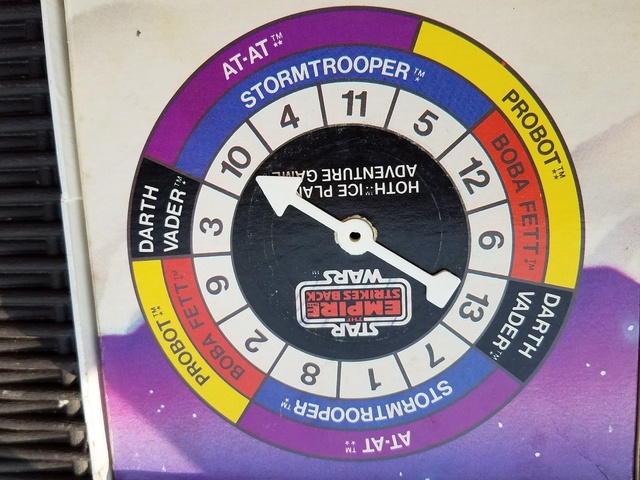 AT-AT™**
STORMTROOPER™*
PROBOT™**
BOBA FETT™
DARTH
VADER™*
STORMTROOPER™
AT-AT™**
PROBOT™
BOBA FETT™
DARTH
VADER™*
10
4
11
5
12
6
13
7
1
8
2
9
3
STAR
THE
EMPIRE
STRIKES BACK
WARS
HOTH™ ICE
ADVENTURE GAME